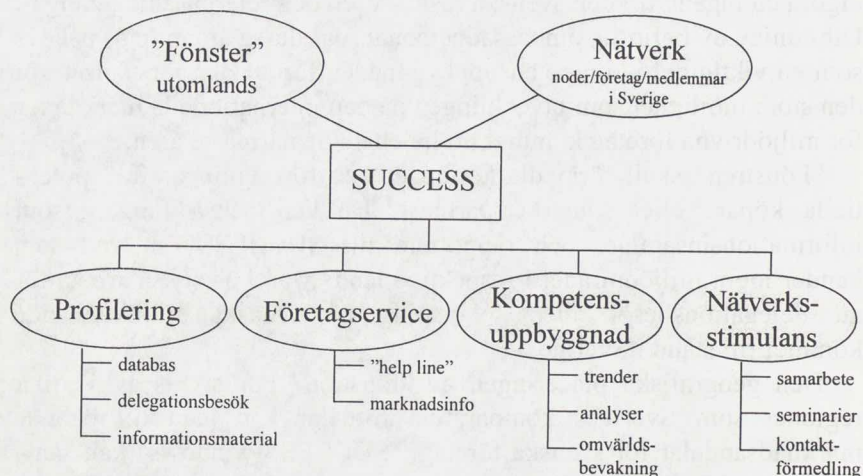 ”Fönster”
utomlands
Nätverk
noder/företag/medlemmar
i Sverige
SUCCESS
Profilering
databas
delegationsbesök
informationsmaterial
Företagservice
”help line”
marknadsinfo
Kompetens-
uppbyggnad
trender
analyser
omvärlds-
bevakning
Nätverks-
stimulans
samarbete
seminarier
kontakt-
förmedling